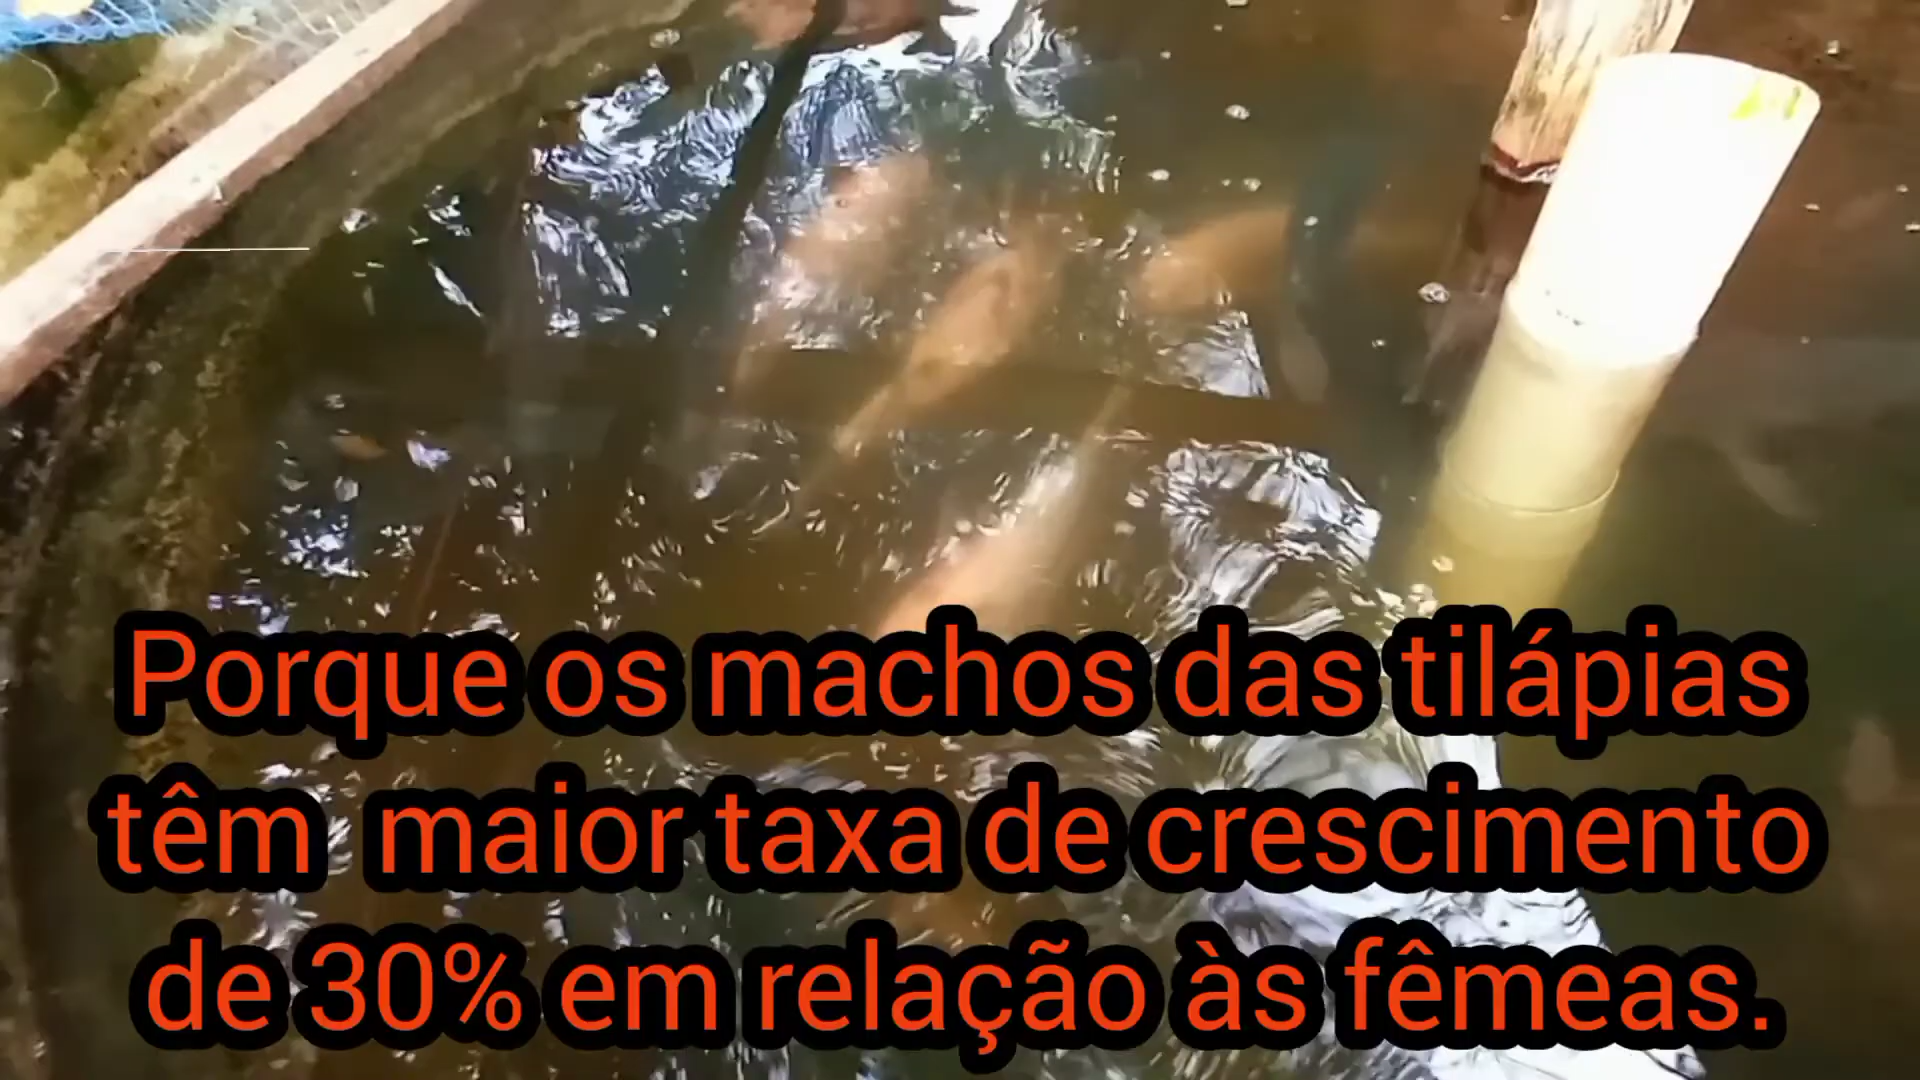 Porque os machos das tilápias
têm maior taxa de crescimento
de 30% em relação às fêmeas.